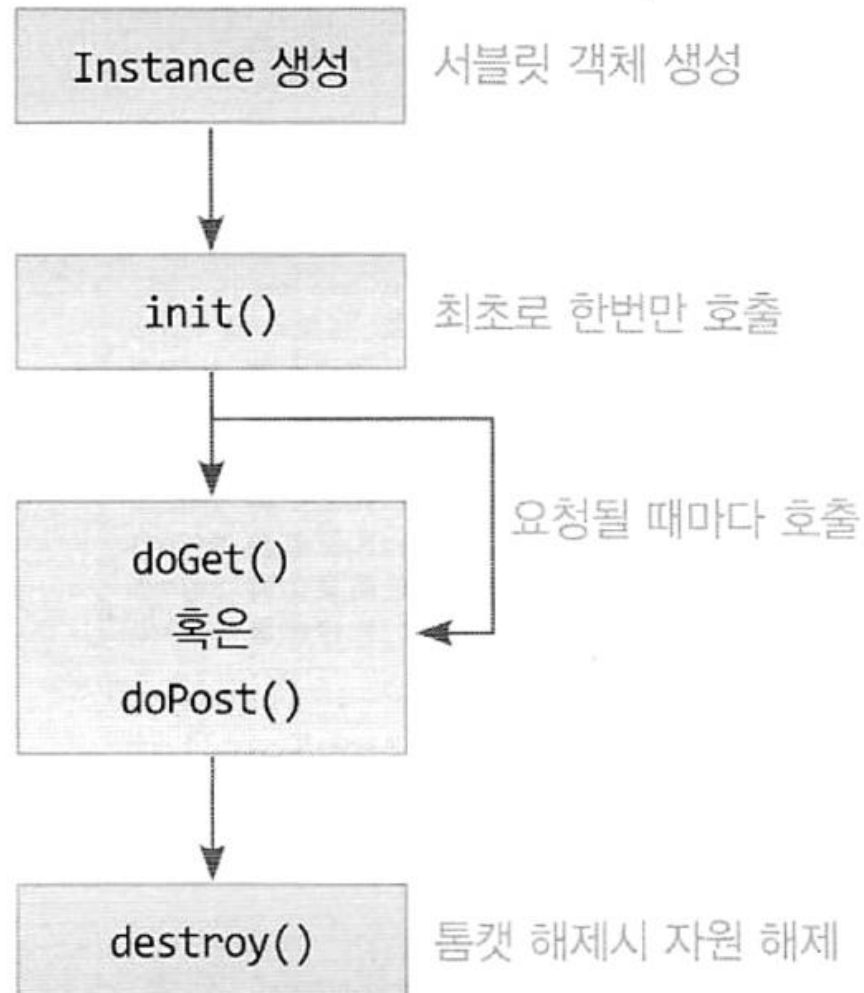 Instance 생성
서블릿 객체 생성
init()
최초로 한번만 호출
요청될 때마다 호출
doGet()
혹은
doPost()
destroy()
톰캣 해제시 자원 해제